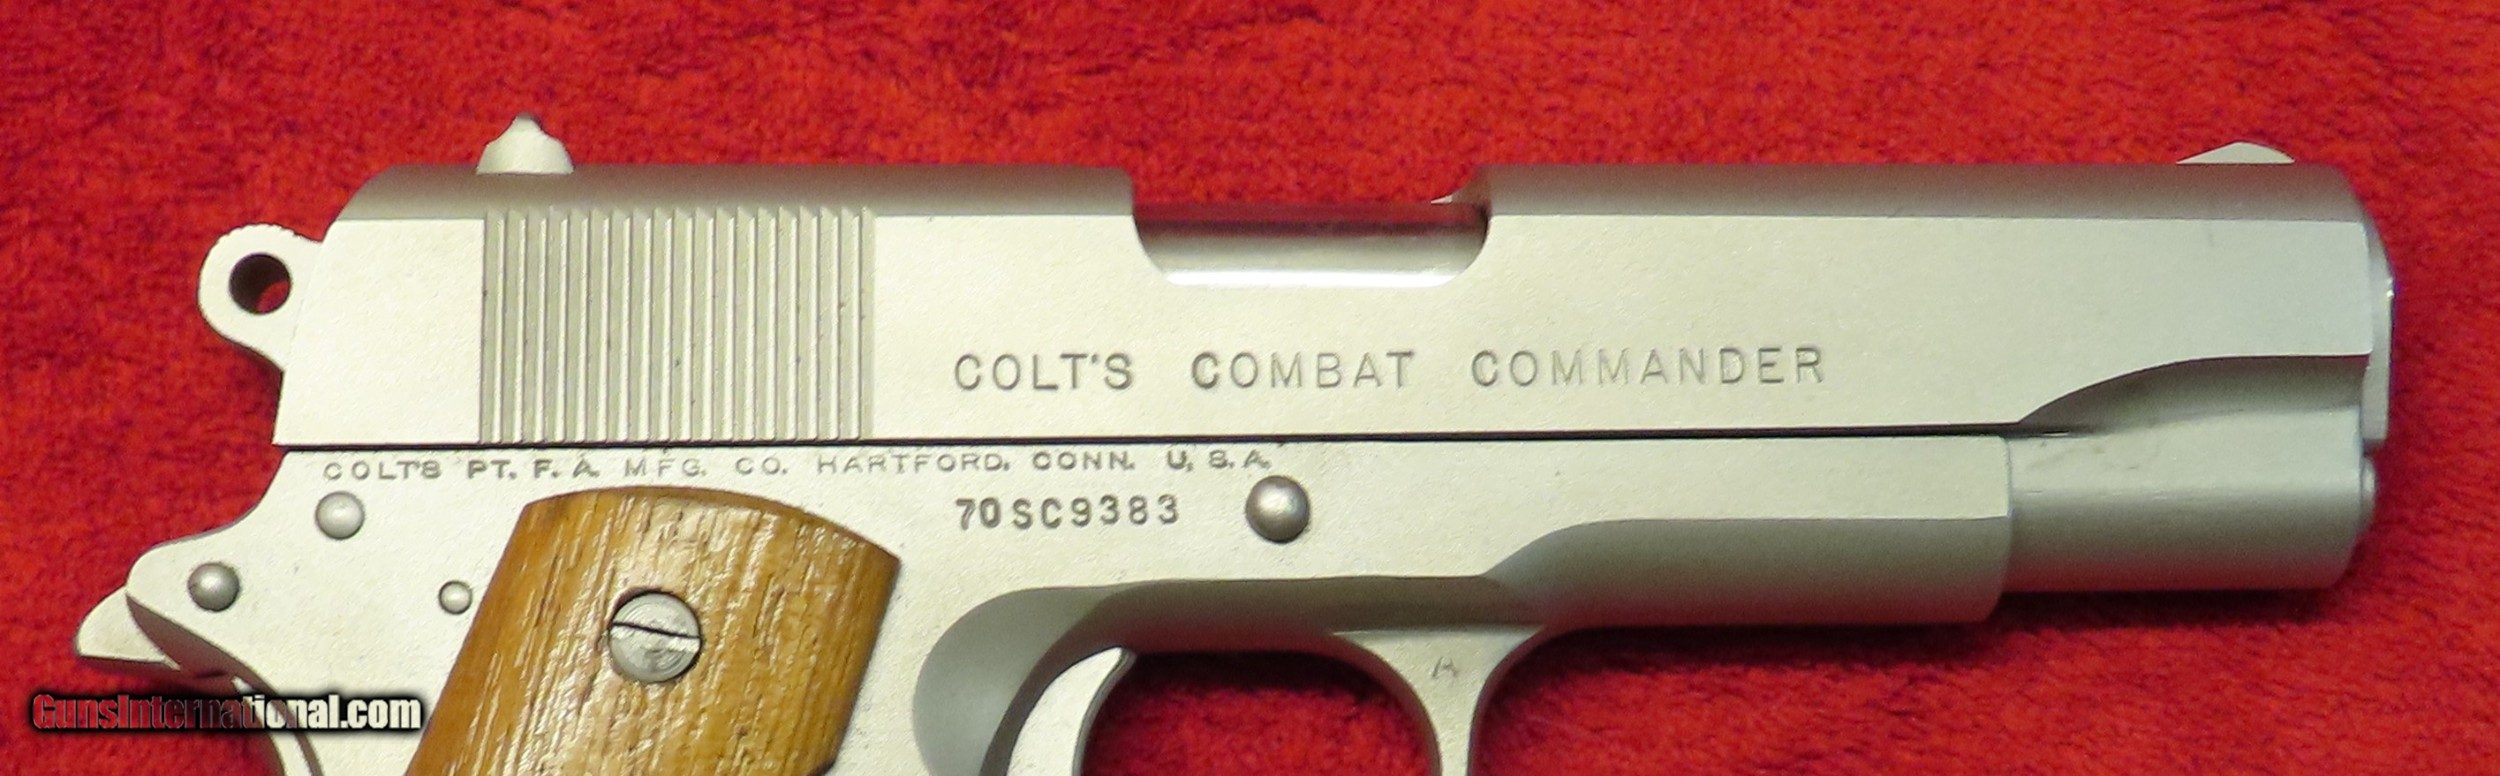 COLT'S COMBAT COMMANDER
COLT'S PT. F. A. MFG. CO. HARTFORD, CONN. U. S. A.
70SC9383
GunsInternational.com